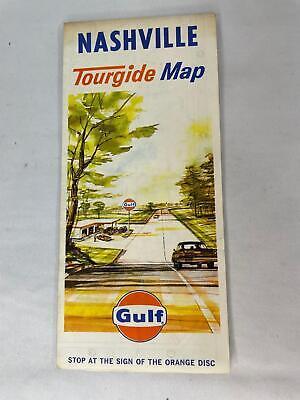 NASHVILLE
Tourgide Map
Gulf
Gulf
STOP AT THE SIGN OF THE ORANGE DISC